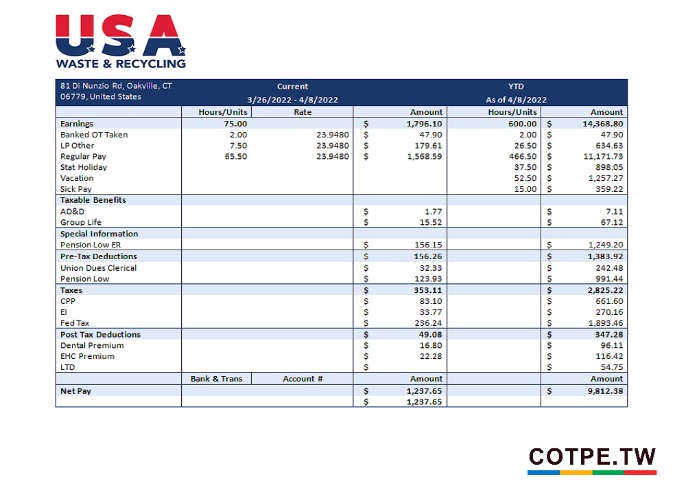 U.S.A.
WASTE & RECYCLING
81 Di Nunzio Rd, Oakville, CT Current YTD
06779, United States 3/26/2022 - 4/8/2022 As of 4/8/2022
Hours/Units Rate Amount Hours/Units Amount
Earnings 75.00 $ 1,796.10 600.00 $ 14,368.80
Banked OT Taken 2.00 23.9480 $ 47.90 2.00 $ 47.90
LP Other 7.50 23.9480 $ 179.61 26.50 $ 634.63
Regular Pay 65.50 23.9480 $ 1,568.59 466.50 $ 11,171.73
Stat Holiday 37.50 $ 898.05
Vacation 52.50 $ 1,257.27
Sick Pay 15.00 $ 359.22
Taxable Benefits
AD&D $ 1.77 $ 7.11
Group Life $ 15.52 $ 67.12
Special Information
Pension Low ER $ 156.15 $ 1,249.20
Pre-Tax Deductions $ 156.26 $ 1,383.92
Union Dues Clerical $ 32.33 $ 242.48
Pension Low $ 123.93 $ 991.44
Taxes $ 353.11 $ 2,825.22
CPP $ 83.10 $ 661.60
EI $ 33.77 $ 270.16
Fed Tax $ 236.24 $ 1,893.46
Post Tax Deductions $ 49.08 $ 347.28
Dental Premium $ 16.80 $ 96.11
EHC Premium $ 22.28 $ 116.42
LTD $ $ 54.75
Bank & Trans Account # Amount Amount
Net Pay $ 1,237.65 $ 9,812.38
$ 1,237.65
COTPE.TW